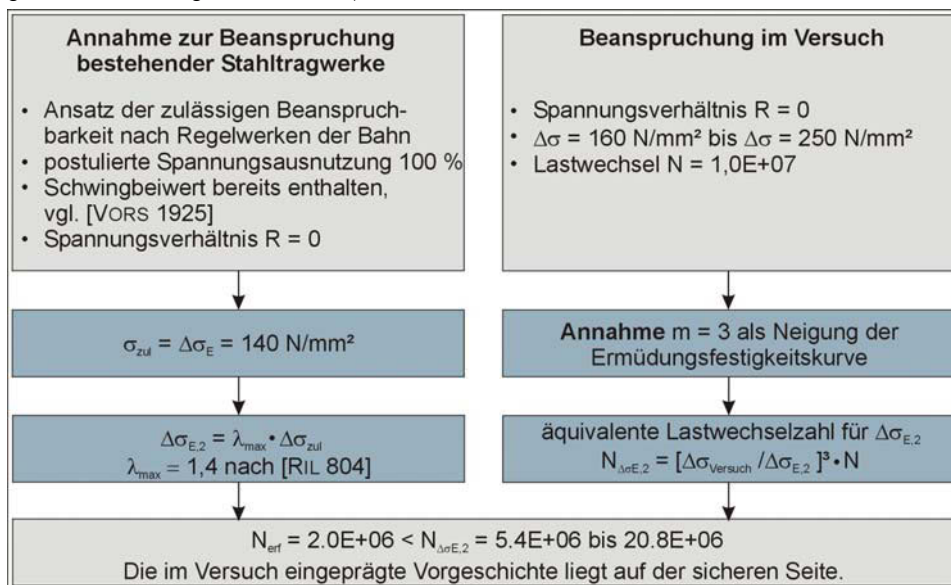 Annahme zur Beanspruchung
bestehender Stahltragwerke
• Ansatz der zulässigen Beanspruch-
barkeit nach Regelwerken der Bahn
• postulierte Spannungsausnutzung 100 %
• Schwingbeiwert bereits enthalten,
vgl. [VORS 1925]
• Spannungsverhältnis R = 0
σzul = ΔσE = 140 N/mm²
ΔσE,2 = λmax • Δσzul
λmax = 1,4 nach [RIL 804]
Beanspruchung im Versuch
• Spannungsverhältnis R = 0
• Δσ = 160 N/mm² bis Δσ = 250 N/mm²
• Lastwechsel N = 1,0E+07
Annahme m = 3 als Neigung der
Ermüdungsfestigkeitskurve
äquivalente Lastwechselzahl für ΔσE,2
NΔσE,2 = [ΔσVersuch /ΔσE,2 ]³• N
Nerf = 2.0E+06 < NΔσE,2 = 5.4E+06 bis 20.8E+06
Die im Versuch eingeprägte Vorgeschichte liegt auf der sicheren Seite.